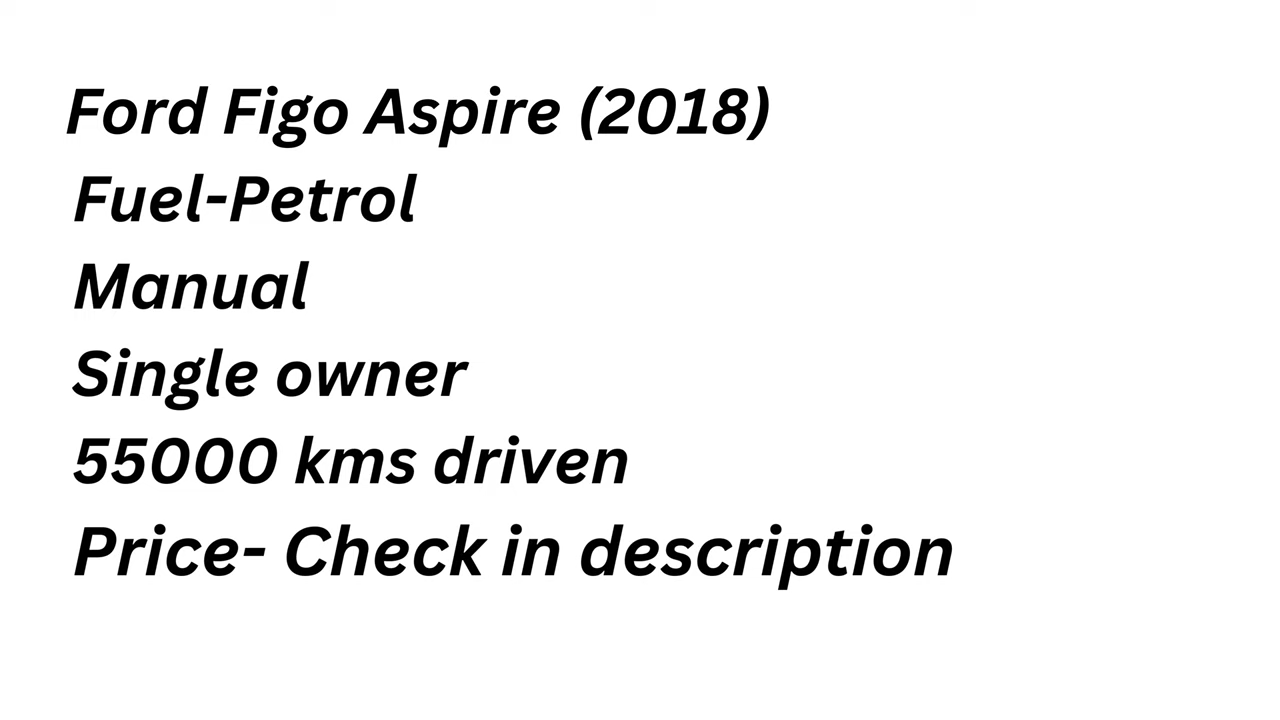 Ford Figo Aspire (2018)
Fuel-Petrol
Manual
Single owner
55000 kms driven
Price- Check in description